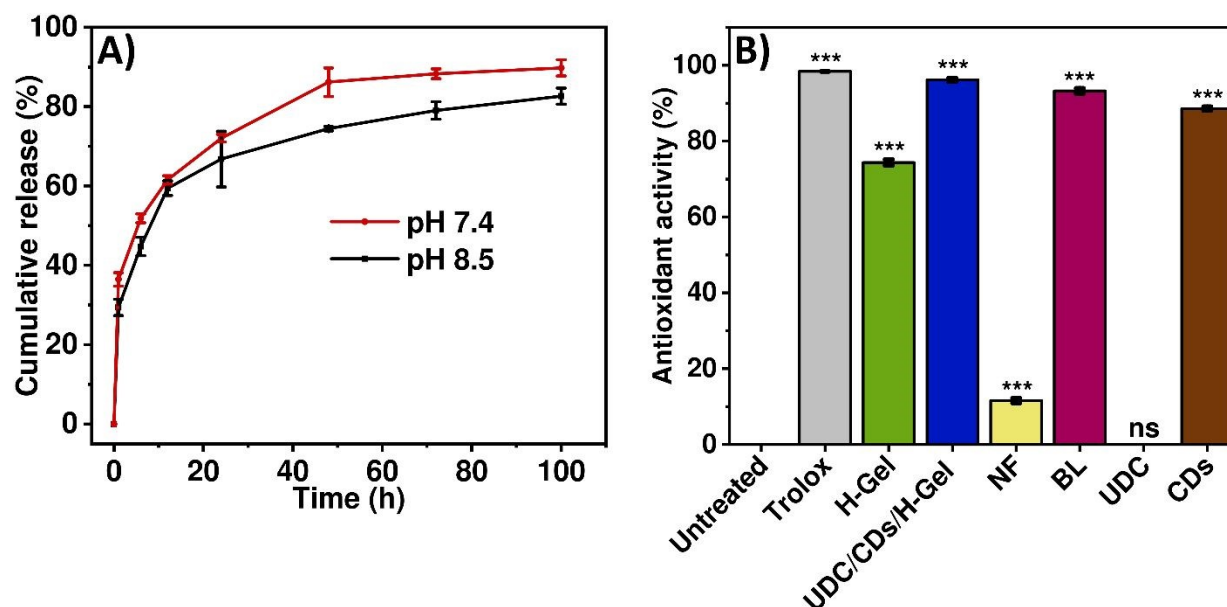 A)
Cumulative release (%)
100
80
60
40
20
0
pH 7.4
pH 8.5
0
20
40
60
80
100
Time (h)
B)
Antioxidant activity (%)
100
80
60
40
20
0
***
***
***
***
***
ns
***
Untreated
Trolox
H-Gel
UDC/CDs/H-Gel
NF
BL
UDC
CDs